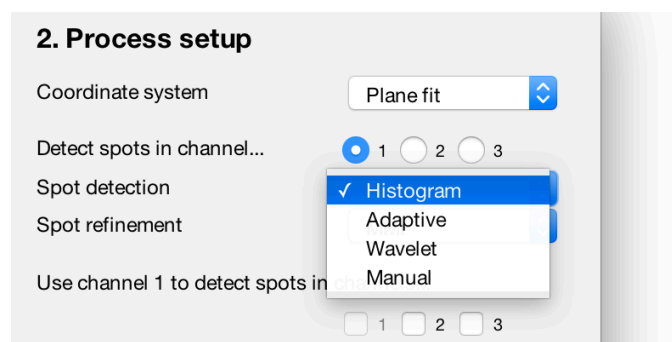 2. Process setup
Coordinate system Plane fit
Detect spots in channel... 1 2 3
Spot detection ✓ Histogram
Adaptive
Spot refinement
Wavelet
Manual
Use channel 1 to detect spots in
1 2 3